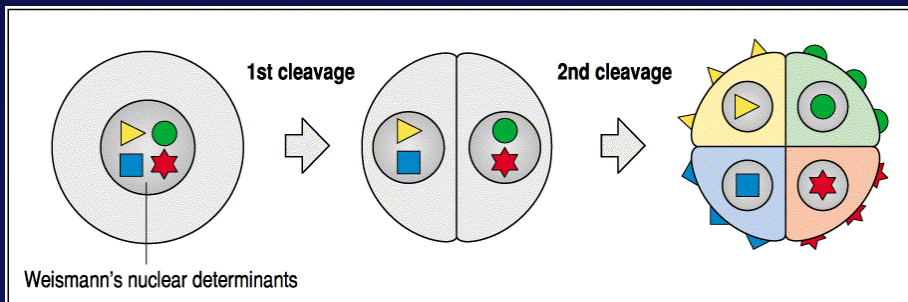 1st cleavage
2nd cleavage
Weismann's nuclear determinants